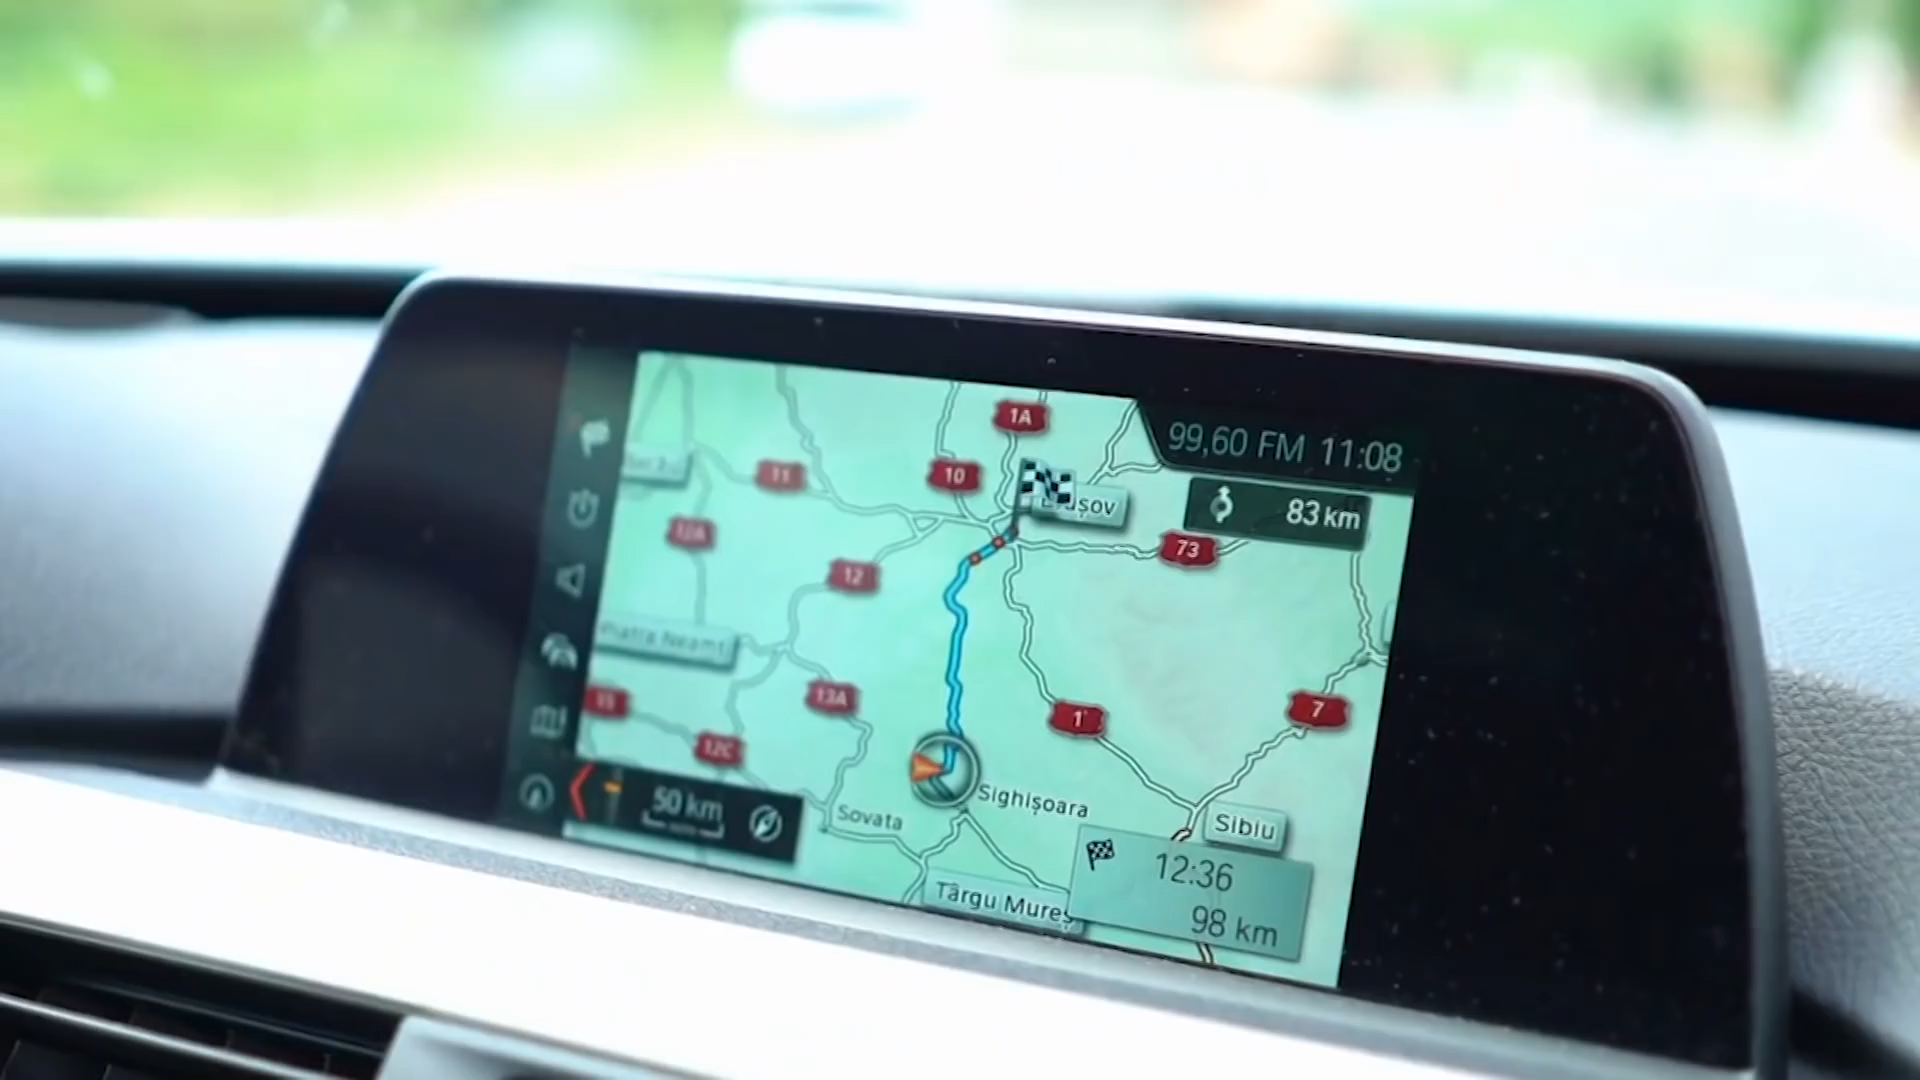 99,60 FM 11:08
1A
83 km
11
10
73
12A
12
Piatra Neamț
13A
1
7
12C
50 km
Sovata
Sighișoara
Sibiu
12:36
98 km
Târgu Mureș